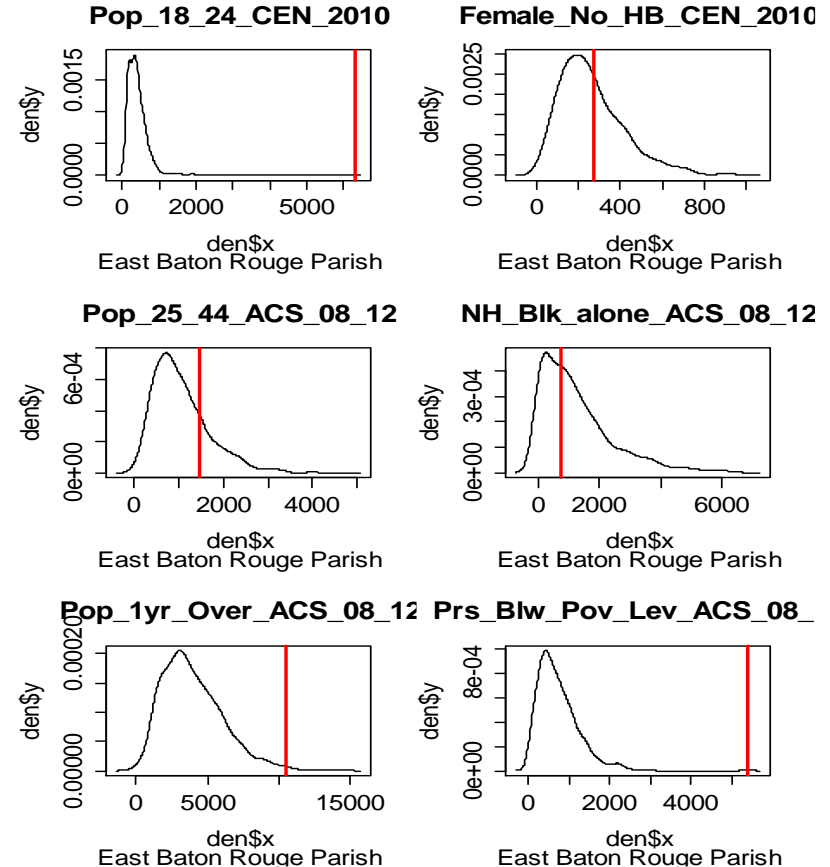 Pop_18_24_CEN_2010
den$y
0.0000 0.0015
0 2000 5000
den$x
East Baton Rouge Parish
Female_No_HB_CEN_2010
den$y
0.0000 0.0025
0 400 800
den$x
East Baton Rouge Parish
Pop_25_44_ACS_08_12
den$y
0e+00 6e-04
0 2000 4000
den$x
East Baton Rouge Parish
NH_Blk_alone_ACS_08_12
den$y
0e+00 3e-04
0 2000 6000
den$x
East Baton Rouge Parish
Pop_1yr_Over_ACS_08_12
den$y
0.00000 0.00020
0 5000 15000
den$x
East Baton Rouge Parish
Prs_Blw_Pov_Lev_ACS_08_
den$y
0e+00 8e-04
0 2000 4000
den$x
East Baton Rouge Parish